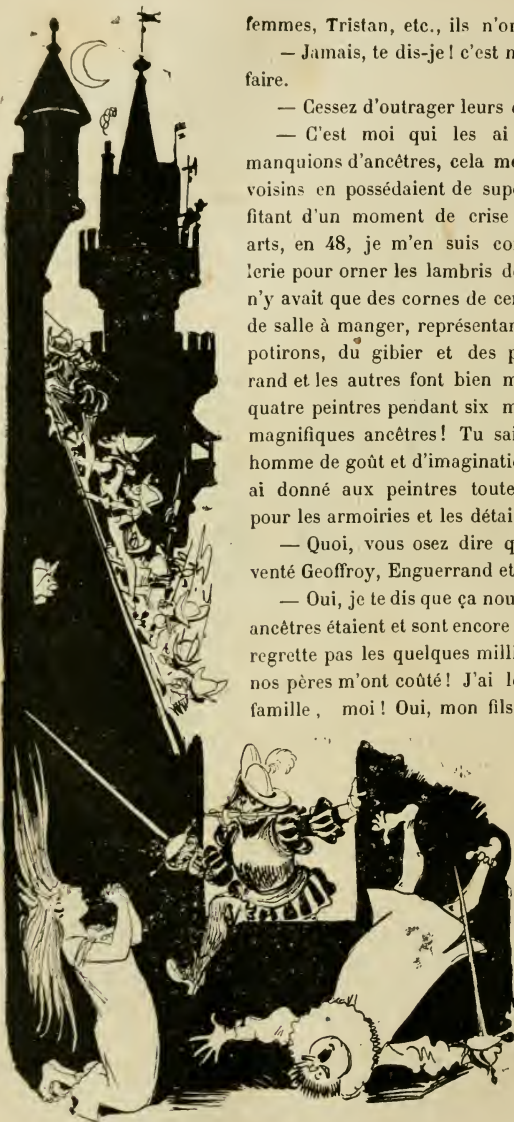 femmes, Tristan, etc., ils n'on
— Jamais, te dis-je ! c'est m
faire.
— Cessez d'outrager leurs
— C'est moi qui les ai
manquions d'ancêtres, cela me
voisins en possédaient de supe
fitant d'un moment de crise
arts, en 48, je m'en suis co
lerie pour orner les lambris de
n'y avait que des cornes de cer
de salle à manger, représentan
potirons, du gibier et des p
rand et les autres font bien m
quatre peintres pendant six m
magnifiques ancêtres ! Tu sai
homme de goût et d'imaginati
ai donné aux peintres toute
pour les armoiries et les détai
— Quoi, vous osez dire q
venté Geoffroy, Enguerrand et
— Oui, je te dis que ça nou
ancêtres étaient et sont encore
regrette pas les quelques milli
nos pères m'ont coûté ! J'ai l
famille, moi ! Oui, mon fils